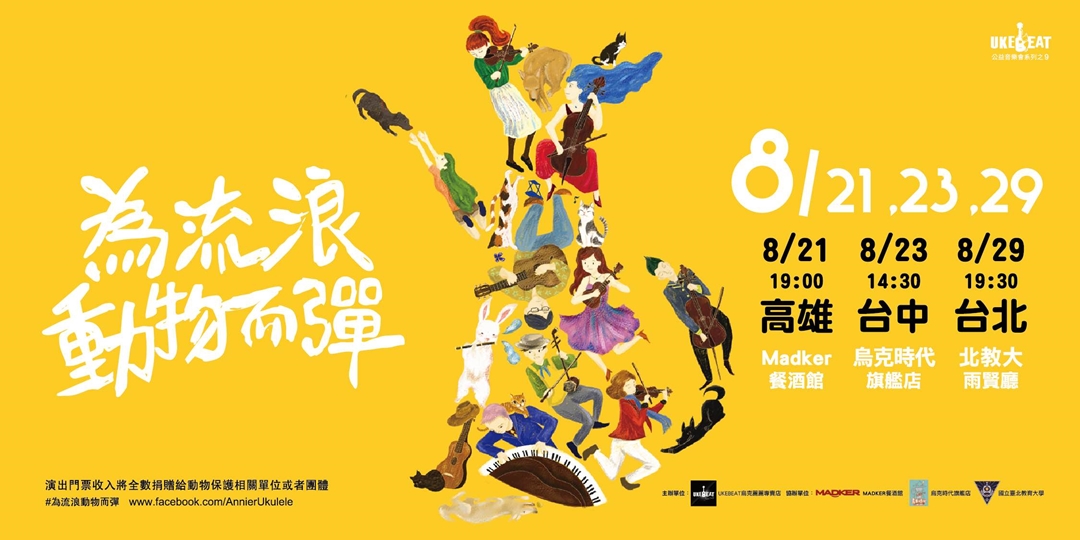 UKEBEAT
公益音樂會系列之8
為流浪
動物而彈
8/21,23,29
8/21
19:00
高雄
Madker
餐酒館
8/23
14:30
台中
烏克時代
旗艦店
8/29
19:30
台北
北教大
雨賢廳
演出門票收入將全數捐贈給動物保護相關單位或者團體
#為流浪動物而彈 www.facebook.com/AnnierUkulele
主辦單位: UKEBEAT UKEBEAT烏克麗麗專賣店 協辦單位: MADKER MADKER餐酒館 烏克時代旗艦店 國立臺北教育大學